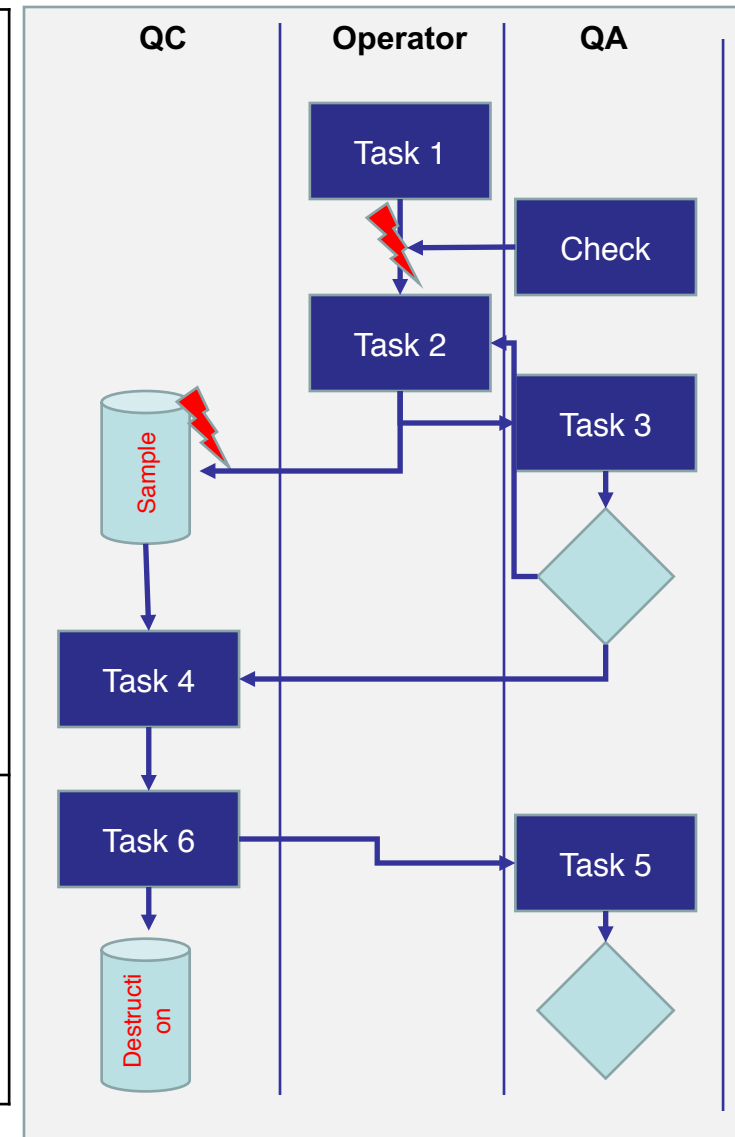 QC Operator QA
Task 1
Check
Task 2
Task 3
Sample
Task 4
Task 6
Task 5
Destructi
on